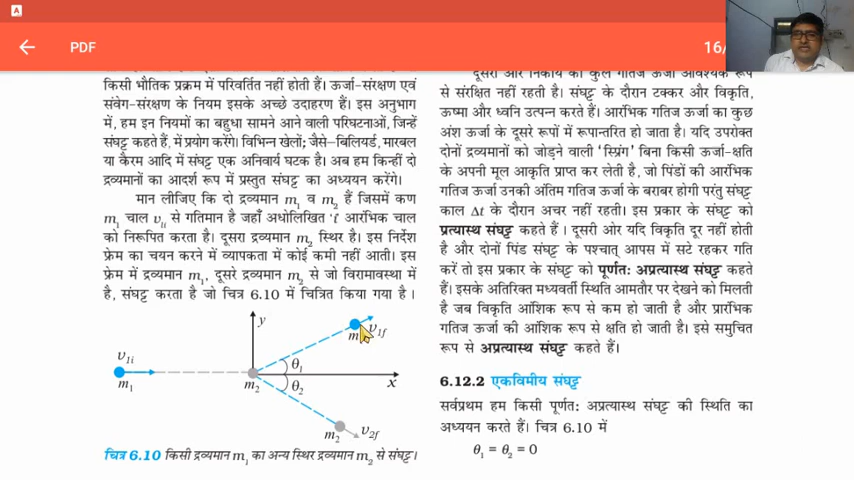 A
PDF
16/
किसी भौतिक प्रक्रम में परिवर्तित नहीं होती हैं। ऊर्जा-संरक्षण एवं
संवेग-संरक्षण के नियम इसके अच्छे उदाहरण हैं। इस अनुभाग
में, हम इन नियमों का बहुधा सामने आने वाली परिघटनाओं, जिन्हें
संघट्ट कहते हैं, में प्रयोग करेंगे। विभिन्न खेलों; जैसे–बिलियर्ड, मारबल
या कैरम आदि में संघट्ट एक अनिवार्य घटक है। अब हम किन्हीं दो
द्रव्यमानों का आदर्श रूप में प्रस्तुत संघट्ट का अध्ययन करेंगे।
मान लीजिए कि दो द्रव्यमान m₁ व m₂ हैं जिसमें कण
m₁ चाल υ₁ᵢ से गतिमान है जहाँ अधोलिखित 'i' आरंभिक चाल
को निरूपित करता है। दूसरा द्रव्यमान m₂ स्थिर है। इस निर्देश
फ्रेम का चयन करने में व्यापकता में कोई कमी नहीं आती। इस
फ्रेम में द्रव्यमान m₁, दूसरे द्रव्यमान m₂ से जो विरामावस्था में
है, संघट्ट करता है जो चित्र 6.10 में चित्रित किया गया है।
y
υ1f
m
υ1i
θ₁
m₁
m₂
θ₂
x
m₂
υ2f
चित्र 6.10 किसी द्रव्यमान m₁ का अन्य स्थिर द्रव्यमान m₂ से संघट्ट।
दूसरी ओर निकाय की कुल गतिज ऊर्जा आवश्यक रूप
से संरक्षित नहीं रहती है। संघट्ट के दौरान टक्कर और विकृति,
ऊष्मा और ध्वनि उत्पन्न करते हैं। आरंभिक गतिज ऊर्जा का कुछ
अंश ऊर्जा के दूसरे रूपों में रूपान्तरित हो जाता है। यदि उपरोक्त
दोनों द्रव्यमानों को जोड़ने वाली 'स्प्रिंग' बिना किसी ऊर्जा-क्षति
के अपनी मूल आकृति प्राप्त कर लेती है, जो पिंडों की आरंभिक
गतिज ऊर्जा उनकी अंतिम गतिज ऊर्जा के बराबर होगी परंतु संघट्ट
काल Δt के दौरान अचर नहीं रहती। इस प्रकार के संघट्ट को
प्रत्यास्थ संघट्ट कहते हैं । दूसरी ओर यदि विकृति दूर नहीं होती
है और दोनों पिंड संघट्ट के पश्चात् आपस में सटे रहकर गति
करें तो इस प्रकार के संघट्ट को पूर्णत: अप्रत्यास्थ संघट्ट कहते
हैं। इसके अतिरिक्त मध्यवर्ती स्थिति आमतौर पर देखने को मिलती
है जब विकृति आंशिक रूप से कम हो जाती है और प्रारंभिक
गतिज ऊर्जा की आंशिक रूप से क्षति हो जाती है। इसे समुचित
रूप से अप्रत्यास्थ संघट्ट कहते हैं।
6.12.2 एकविमीय संघट्ट
सर्वप्रथम हम किसी पूर्णत: अप्रत्यास्थ संघट्ट की स्थिति का
अध्ययन करते हैं। चित्र 6.10 में
θ₁ = θ₂ = 0